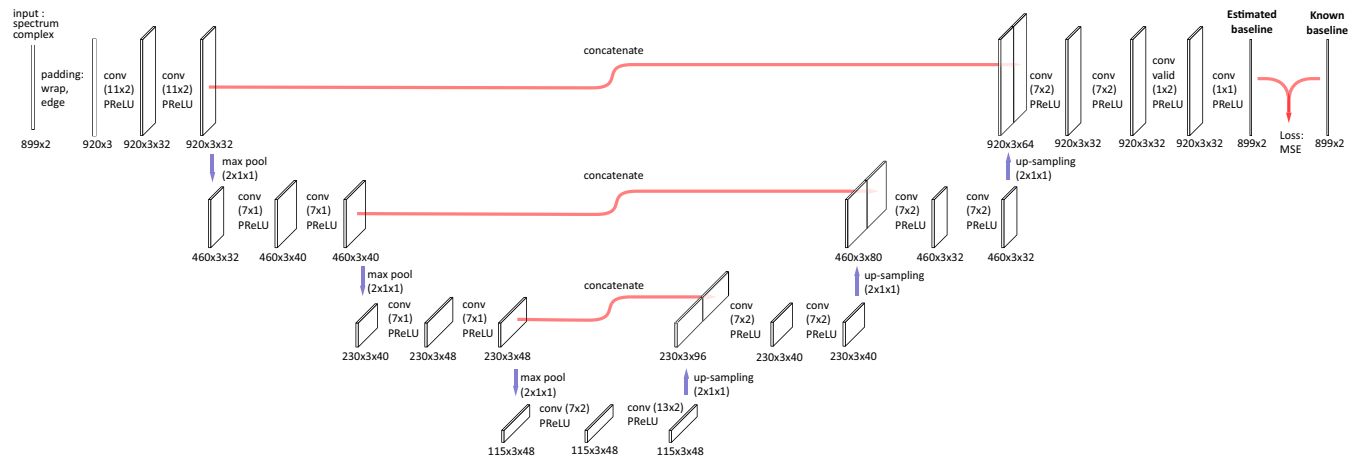 input :
spectrum
complex
padding:
wrap,
edge
conv
(11x2)
PReLU
conv
(11x2)
PReLU
concatenate
conv
(7x2)
PReLU
conv
(7x2)
PReLU
conv
valid
(1x2)
PReLU
conv
(1x1)
PReLU
Estimated
baseline
Known
baseline
Loss:
MSE
899x2
920x3
920x3x32
920x3x32
920x3x64
920x3x32
920x3x32
920x3x32
899x2
899x2
max pool
(2x1x1)
up-sampling
(2x1x1)
conv
(7x1)
PReLU
conv
(7x1)
PReLU
concatenate
conv
(7x2)
PReLU
conv
(7x2)
PReLU
460x3x32
460x3x40
460x3x40
460x3x80
460x3x32
460x3x32
max pool
(2x1x1)
up-sampling
(2x1x1)
conv
(7x1)
PReLU
conv
(7x1)
PReLU
concatenate
conv
(7x2)
PReLU
conv
(7x2)
PReLU
230x3x40
230x3x48
230x3x48
230x3x96
230x3x40
230x3x40
max pool
(2x1x1)
up-sampling
(2x1x1)
conv (7x2)
PReLU
conv (13x2)
PReLU
115x3x48
115x3x48
115x3x48